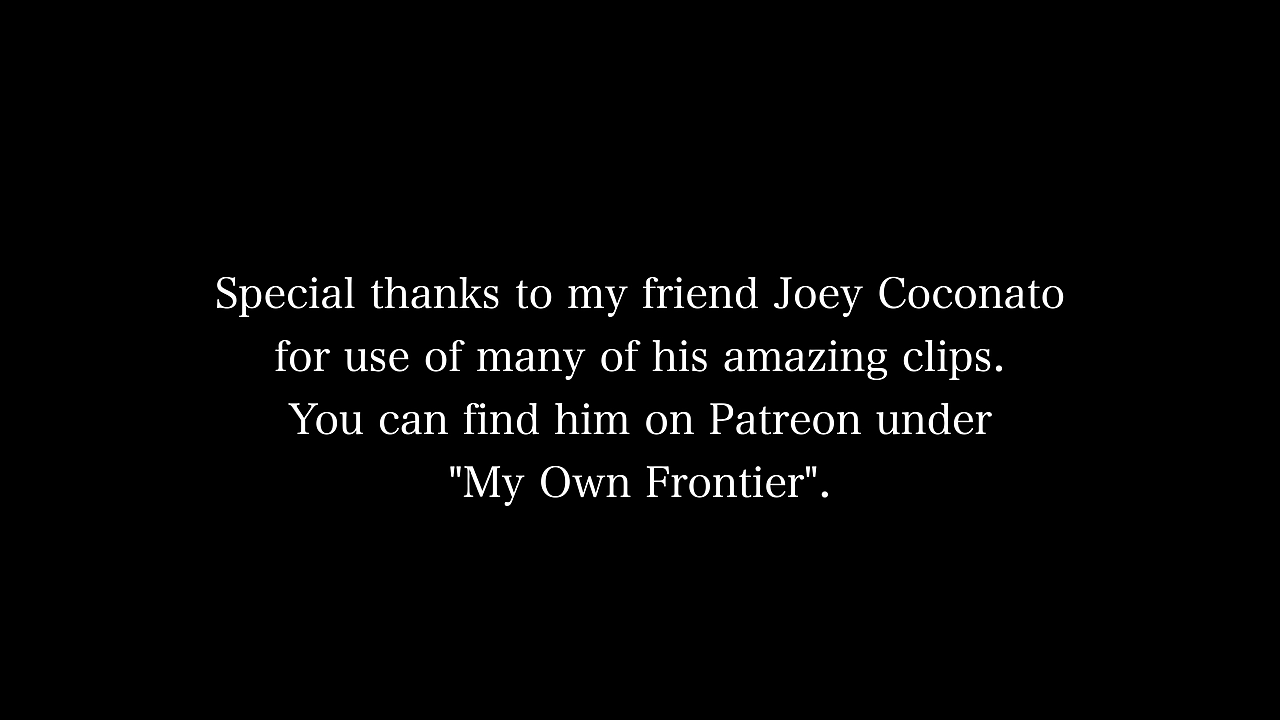 Special thanks to my friend Joey Coconato
for use of many of his amazing clips.
You can find him on Patreon under
"My Own Frontier".